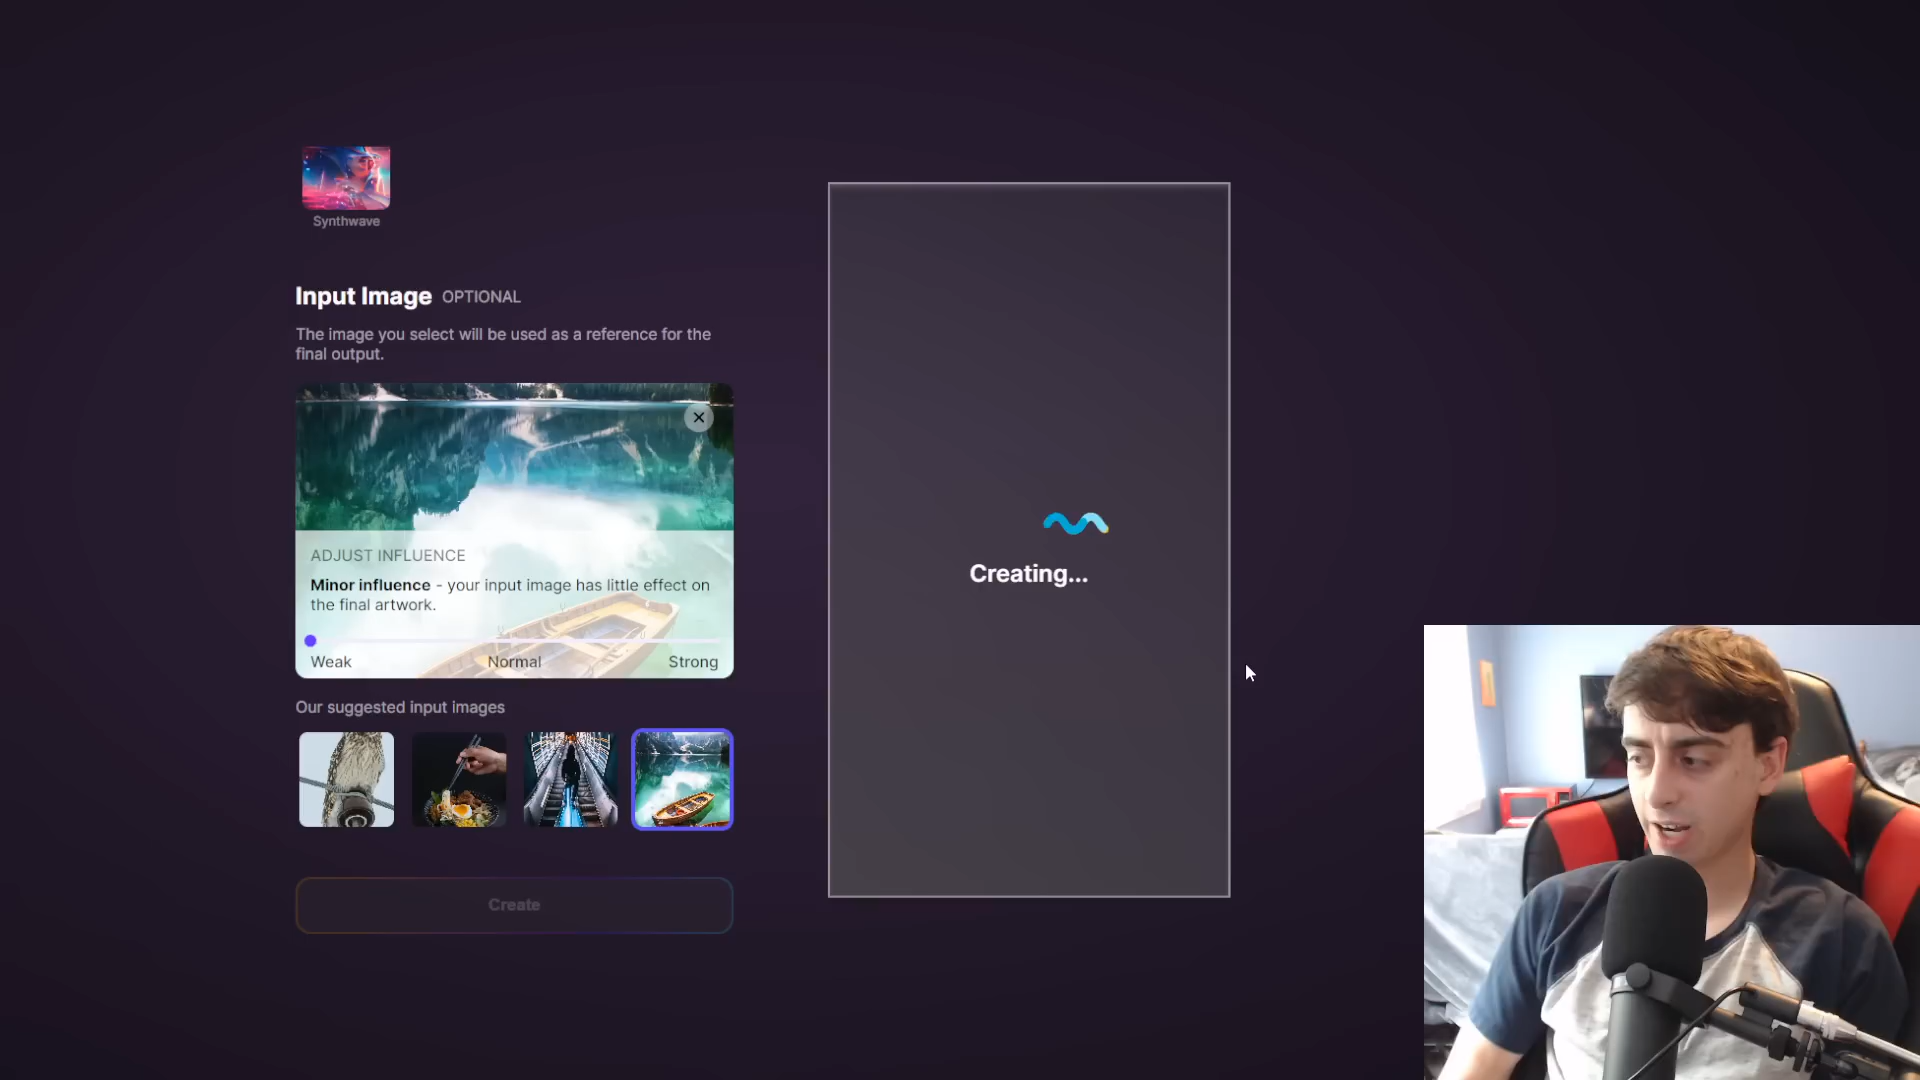 Synthwave
Input Image OPTIONAL
The image you select will be used as a reference for the
final output.
ADJUST INFLUENCE
Minor influence - your input image has little effect on
the final artwork.
Weak Normal Strong
Our suggested input images
Create
Creating...